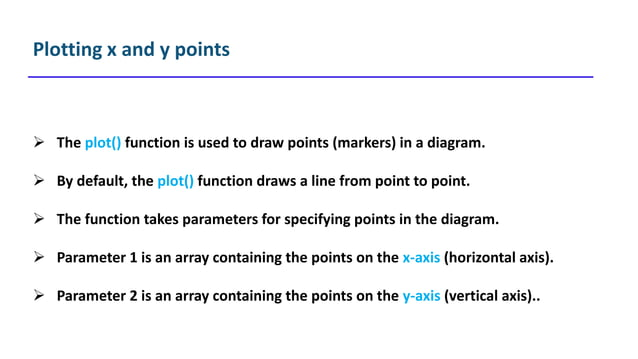 Plotting x and y points
➢ The plot() function is used to draw points (markers) in a diagram.
➢ By default, the plot() function draws a line from point to point.
➢ The function takes parameters for specifying points in the diagram.
➢ Parameter 1 is an array containing the points on the x-axis (horizontal axis).
➢ Parameter 2 is an array containing the points on the y-axis (vertical axis)..